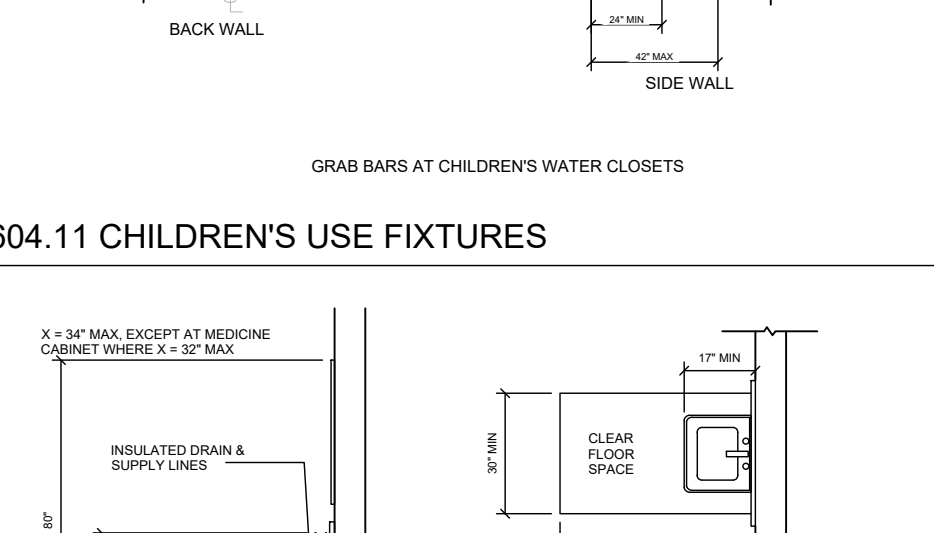 BACK WALL
24" MIN
42" MAX
SIDE WALL
GRAB BARS AT CHILDREN'S WATER CLOSETS
604.11 CHILDREN'S USE FIXTURES
X = 34" MAX, EXCEPT AT MEDICINE
CABINET WHERE X = 32" MAX
INSULATED DRAIN &
SUPPLY LINES
80"
17" MIN
30" MIN
CLEAR
FLOOR
SPACE